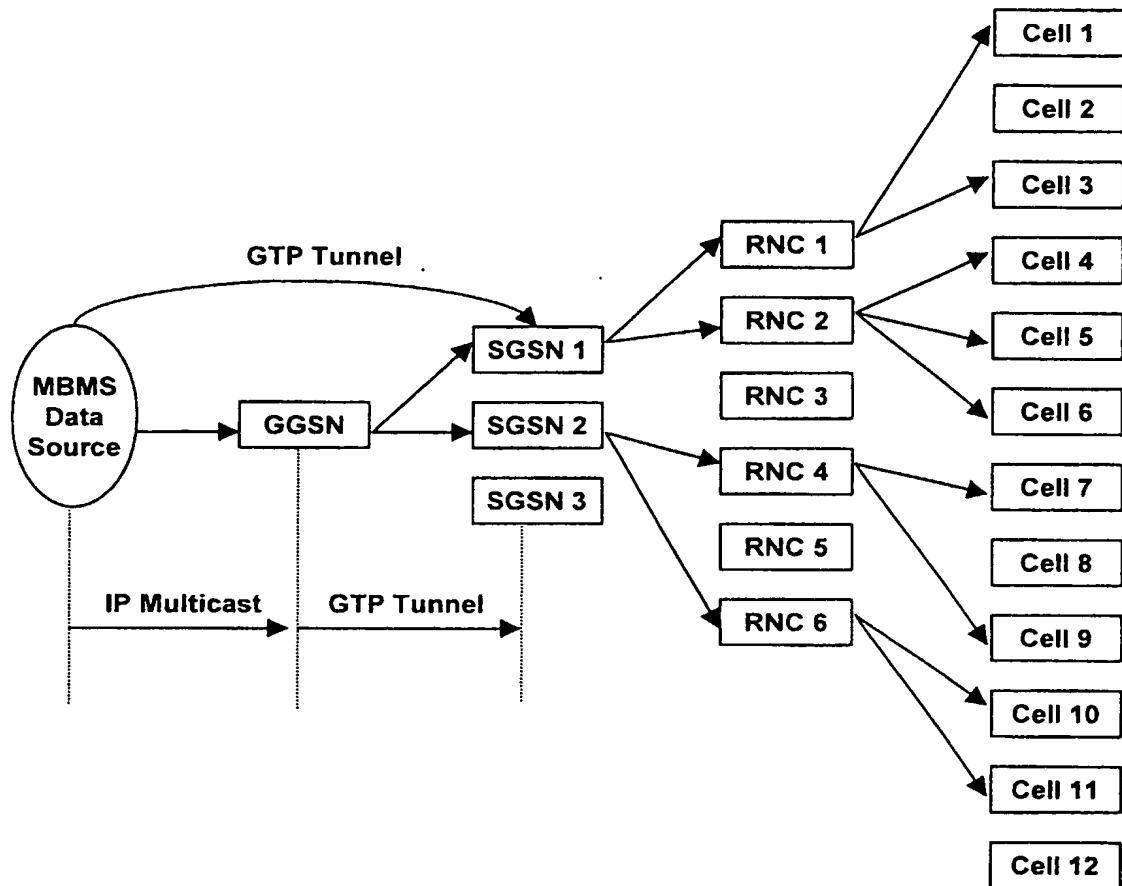 Cell 1
Cell 2
Cell 3
RNC 1
GTP Tunnel
Cell 4
RNC 2
Cell 5
SGSN 1
MBMS
Data
Source
RNC 3
Cell 6
GGSN
SGSN 2
RNC 4
Cell 7
SGSN 3
RNC 5
Cell 8
IP Multicast
GTP Tunnel
RNC 6
Cell 9
Cell 10
Cell 11
Cell 12